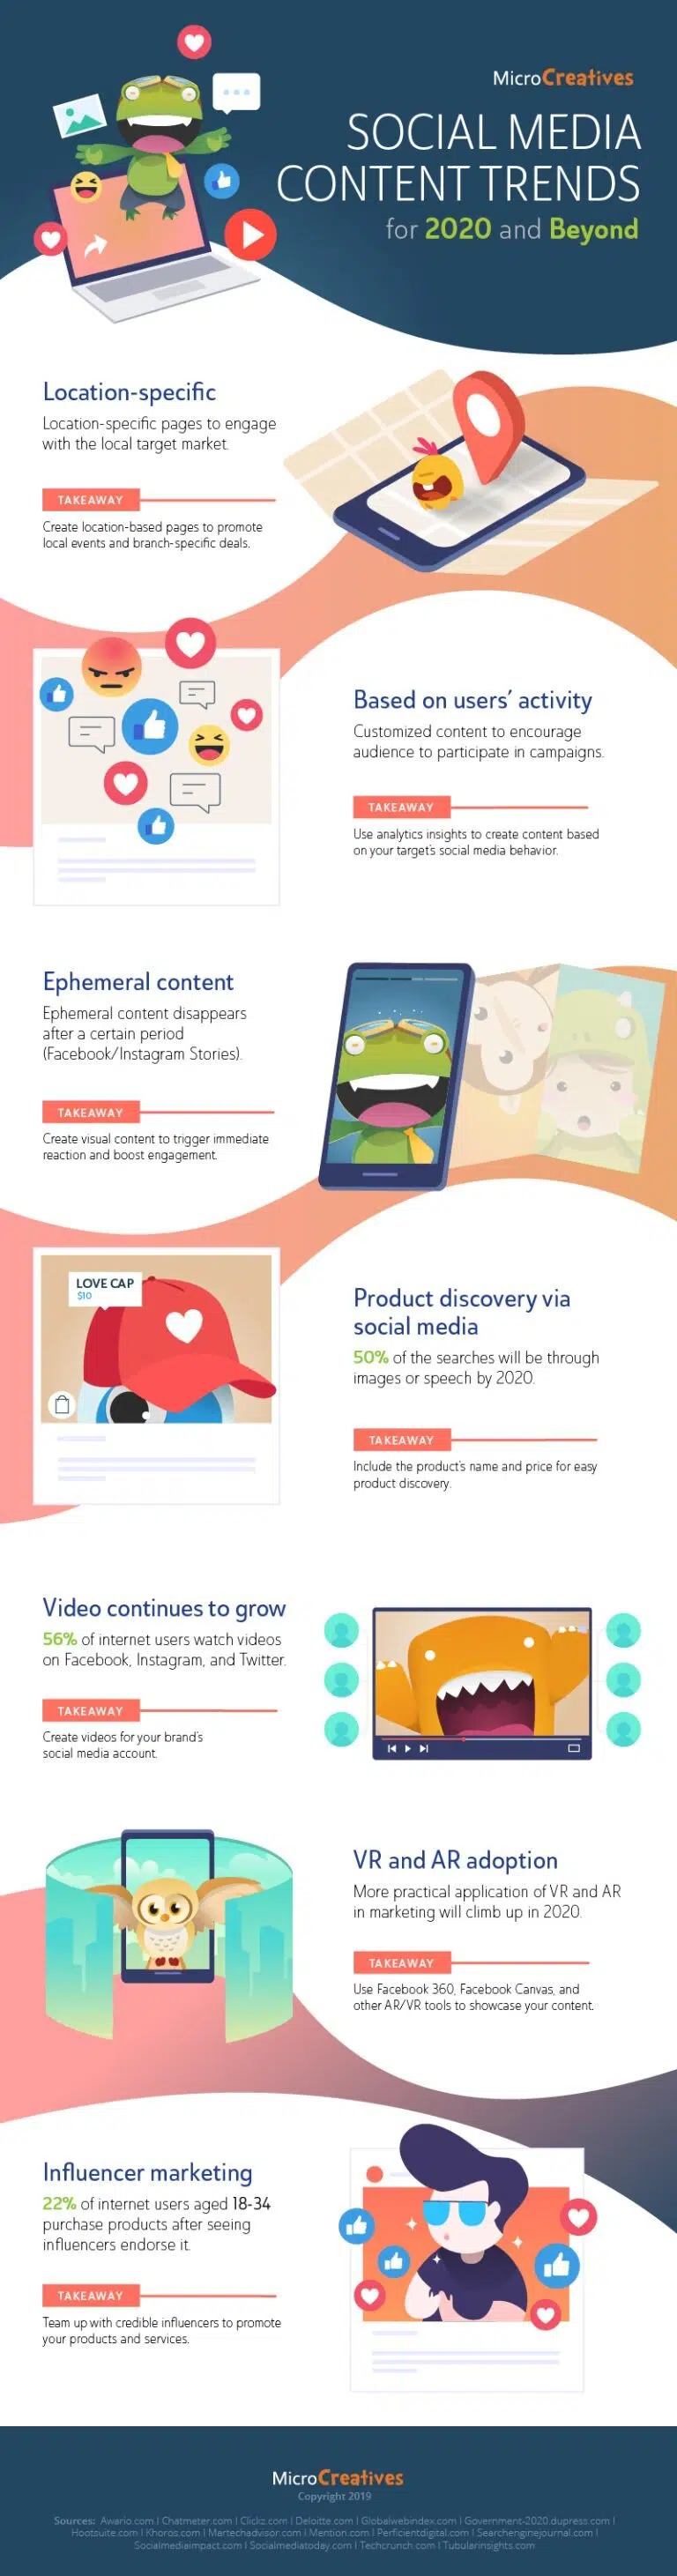 MicroCreatives
SOCIAL MEDIA
CONTENT TRENDS
for 2020 and Beyond
Location-specific
Location-specific pages to engage
with the local target market.
TAKEAWAY
Create location-based pages to promote
local events and branch-specific deals.
Based on users' activity
Customized content to encourage
audience to participate in campaigns.
TAKEAWAY
Use analytics insights to create content based
on your target's social media behavior.
Ephemeral content
Ephemeral content disappears
after a certain period
(Facebook/Instagram Stories).
TAKEAWAY
Create visual content to trigger immediate
reaction and boost engagement.
LOVE CAP
$10
Product discovery via
social media
50% of the searches will be through
images or speech by 2020.
TAKEAWAY
Include the product's name and price for easy
product discovery.
Video continues to grow
56% of internet users watch videos
on Facebook, Instagram, and Twitter.
TAKEAWAY
Create videos for your brand's
social media account.
VR and AR adoption
More practical application of VR and AR
in marketing will climb up in 2020.
TAKEAWAY
Use Facebook 360, Facebook Canvas, and
other AR/VR tools to showcase your content.
Influencer marketing
22% of internet users aged 18-34
purchase products after seeing
influencers endorse it.
TAKEAWAY
Team up with credible influencers to promote
your products and services.
MicroCreatives
Copyright 2019
Sources: Awario.com | Chatmeter.com | Clickz.com | Deloitte.com | Globalwebindex.com | Government-2020.dupress.com |
Hootsuite.com | Khoros.com | Martechadvisor.com | Mention.com | Perficientdigital.com | Searchenginejournal.com |
Socialmediaimpact.com | Socialmediatoday.com | Techcrunch.com | Tubularinsights.com